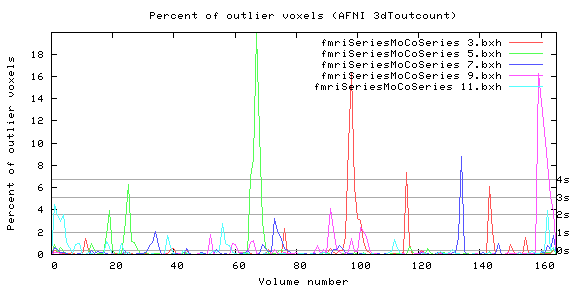 Percent of outlier voxels (AFNI 3dToutcount)
fmriSeriesMoCoSeries 3.bxh
fmriSeriesMoCoSeries 5.bxh
fmriSeriesMoCoSeries 7.bxh
fmriSeriesMoCoSeries 9.bxh
fmriSeriesMoCoSeries 11.bxh
Percent of outlier voxels
18
16
14
12
10
8
6
4
2
0
4s
3s
2s
1s
0s
0 20 40 60 80 100 120 140 160
Volume number